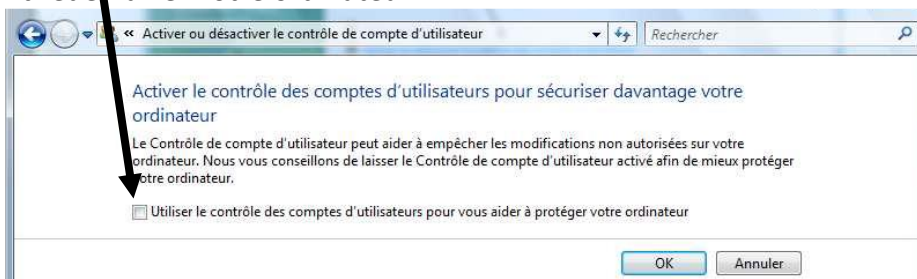 « Activer ou désactiver le contrôle de compte d'utilisateur
Rechercher
Activer le contrôle des comptes d'utilisateurs pour sécuriser davantage votre
ordinateur
Le Contrôle de compte d'utilisateur peut aider à empêcher les modifications non autorisées sur votre
ordinateur. Nous vous conseillons de laisser le Contrôle de compte d'utilisateur activé afin de mieux protéger
votre ordinateur.
Utiliser le contrôle des comptes d'utilisateurs pour vous aider à protéger votre ordinateur
OK Annuler